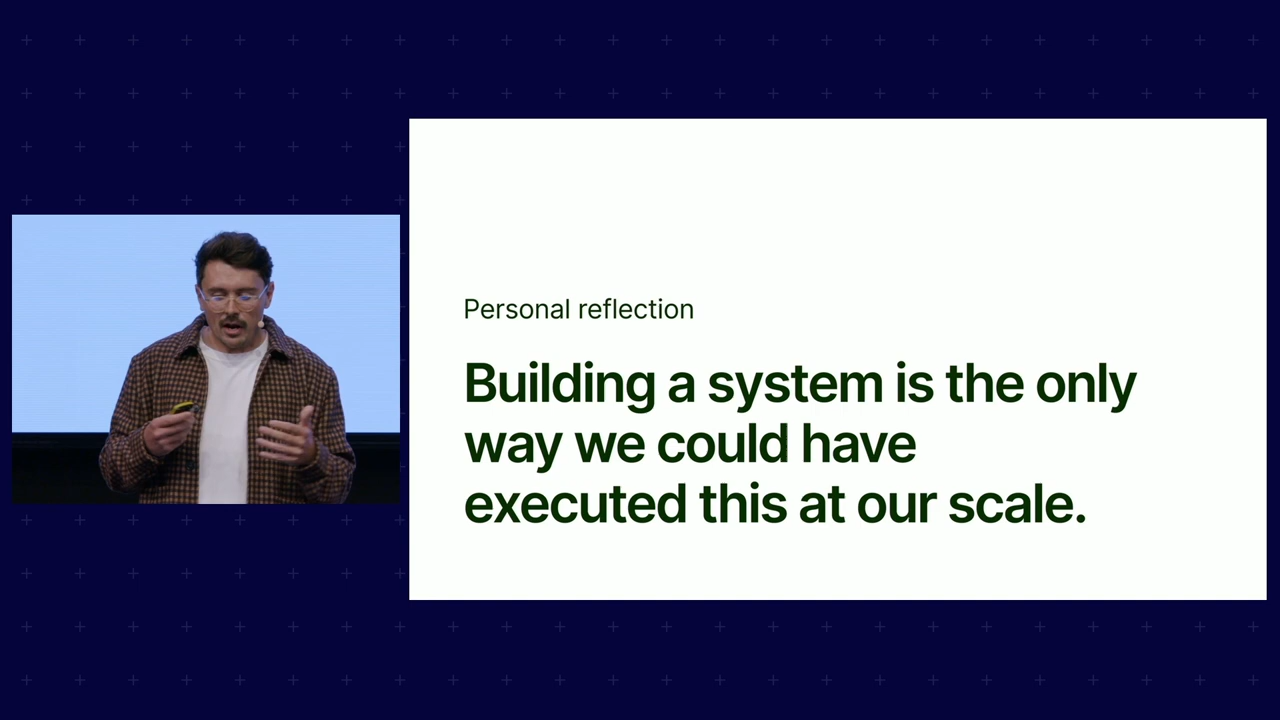 Personal reflection
Building a system is the only
way we could have
executed this at our scale.